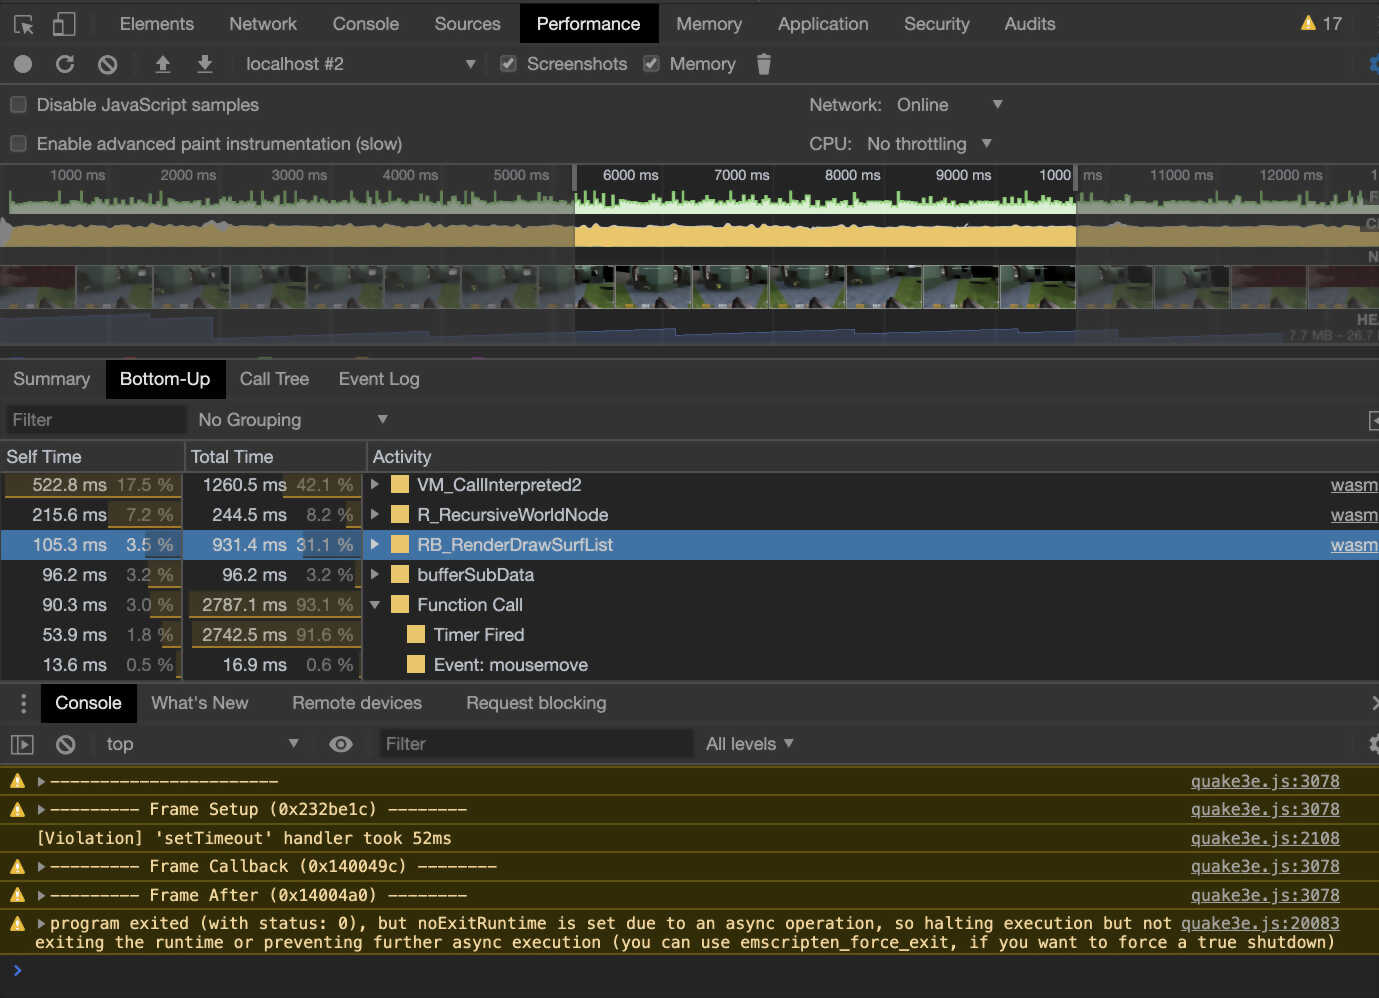 Elements Network Console Sources Performance Memory Application Security Audits 17
localhost #2 Screenshots Memory
Disable JavaScript samples Network: Online
Enable advanced paint instrumentation (slow) CPU: No throttling
1000 ms 2000 ms 3000 ms 4000 ms 5000 ms 6000 ms 7000 ms 8000 ms 9000 ms 1000 ms 11000 ms 12000 ms 1
F
C
N
HEA
7.7 MB – 26.7
Summary Bottom-Up Call Tree Event Log
Filter No Grouping
Self Time Total Time Activity
522.8 ms 17.5 % 1260.5 ms 42.1 % VM_CallInterpreted2 wasm
215.6 ms 7.2 % 244.5 ms 8.2 % R_RecursiveWorldNode wasm
105.3 ms 3.5 % 931.4 ms 31.1 % RB_RenderDrawSurfList wasm
96.2 ms 3.2 % 96.2 ms 3.2 % bufferSubData
90.3 ms 3.0 % 2787.1 ms 93.1 % Function Call
53.9 ms 1.8 % 2742.5 ms 91.6 % Timer Fired
13.6 ms 0.5 % 16.9 ms 0.6 % Event: mousemove
Console What's New Remote devices Request blocking
top Filter All levels
----------------------- quake3e.js:3078
--------- Frame Setup (0x232be1c) -------- quake3e.js:3078
[Violation] 'setTimeout' handler took 52ms quake3e.js:2108
--------- Frame Callback (0x140049c) -------- quake3e.js:3078
--------- Frame After (0x14004a0) -------- quake3e.js:3078
program exited (with status: 0), but noExitRuntime is set due to an async operation, so halting execution but not quake3e.js:20083
exiting the runtime or preventing further async execution (you can use emscripten_force_exit, if you want to force a true shutdown)